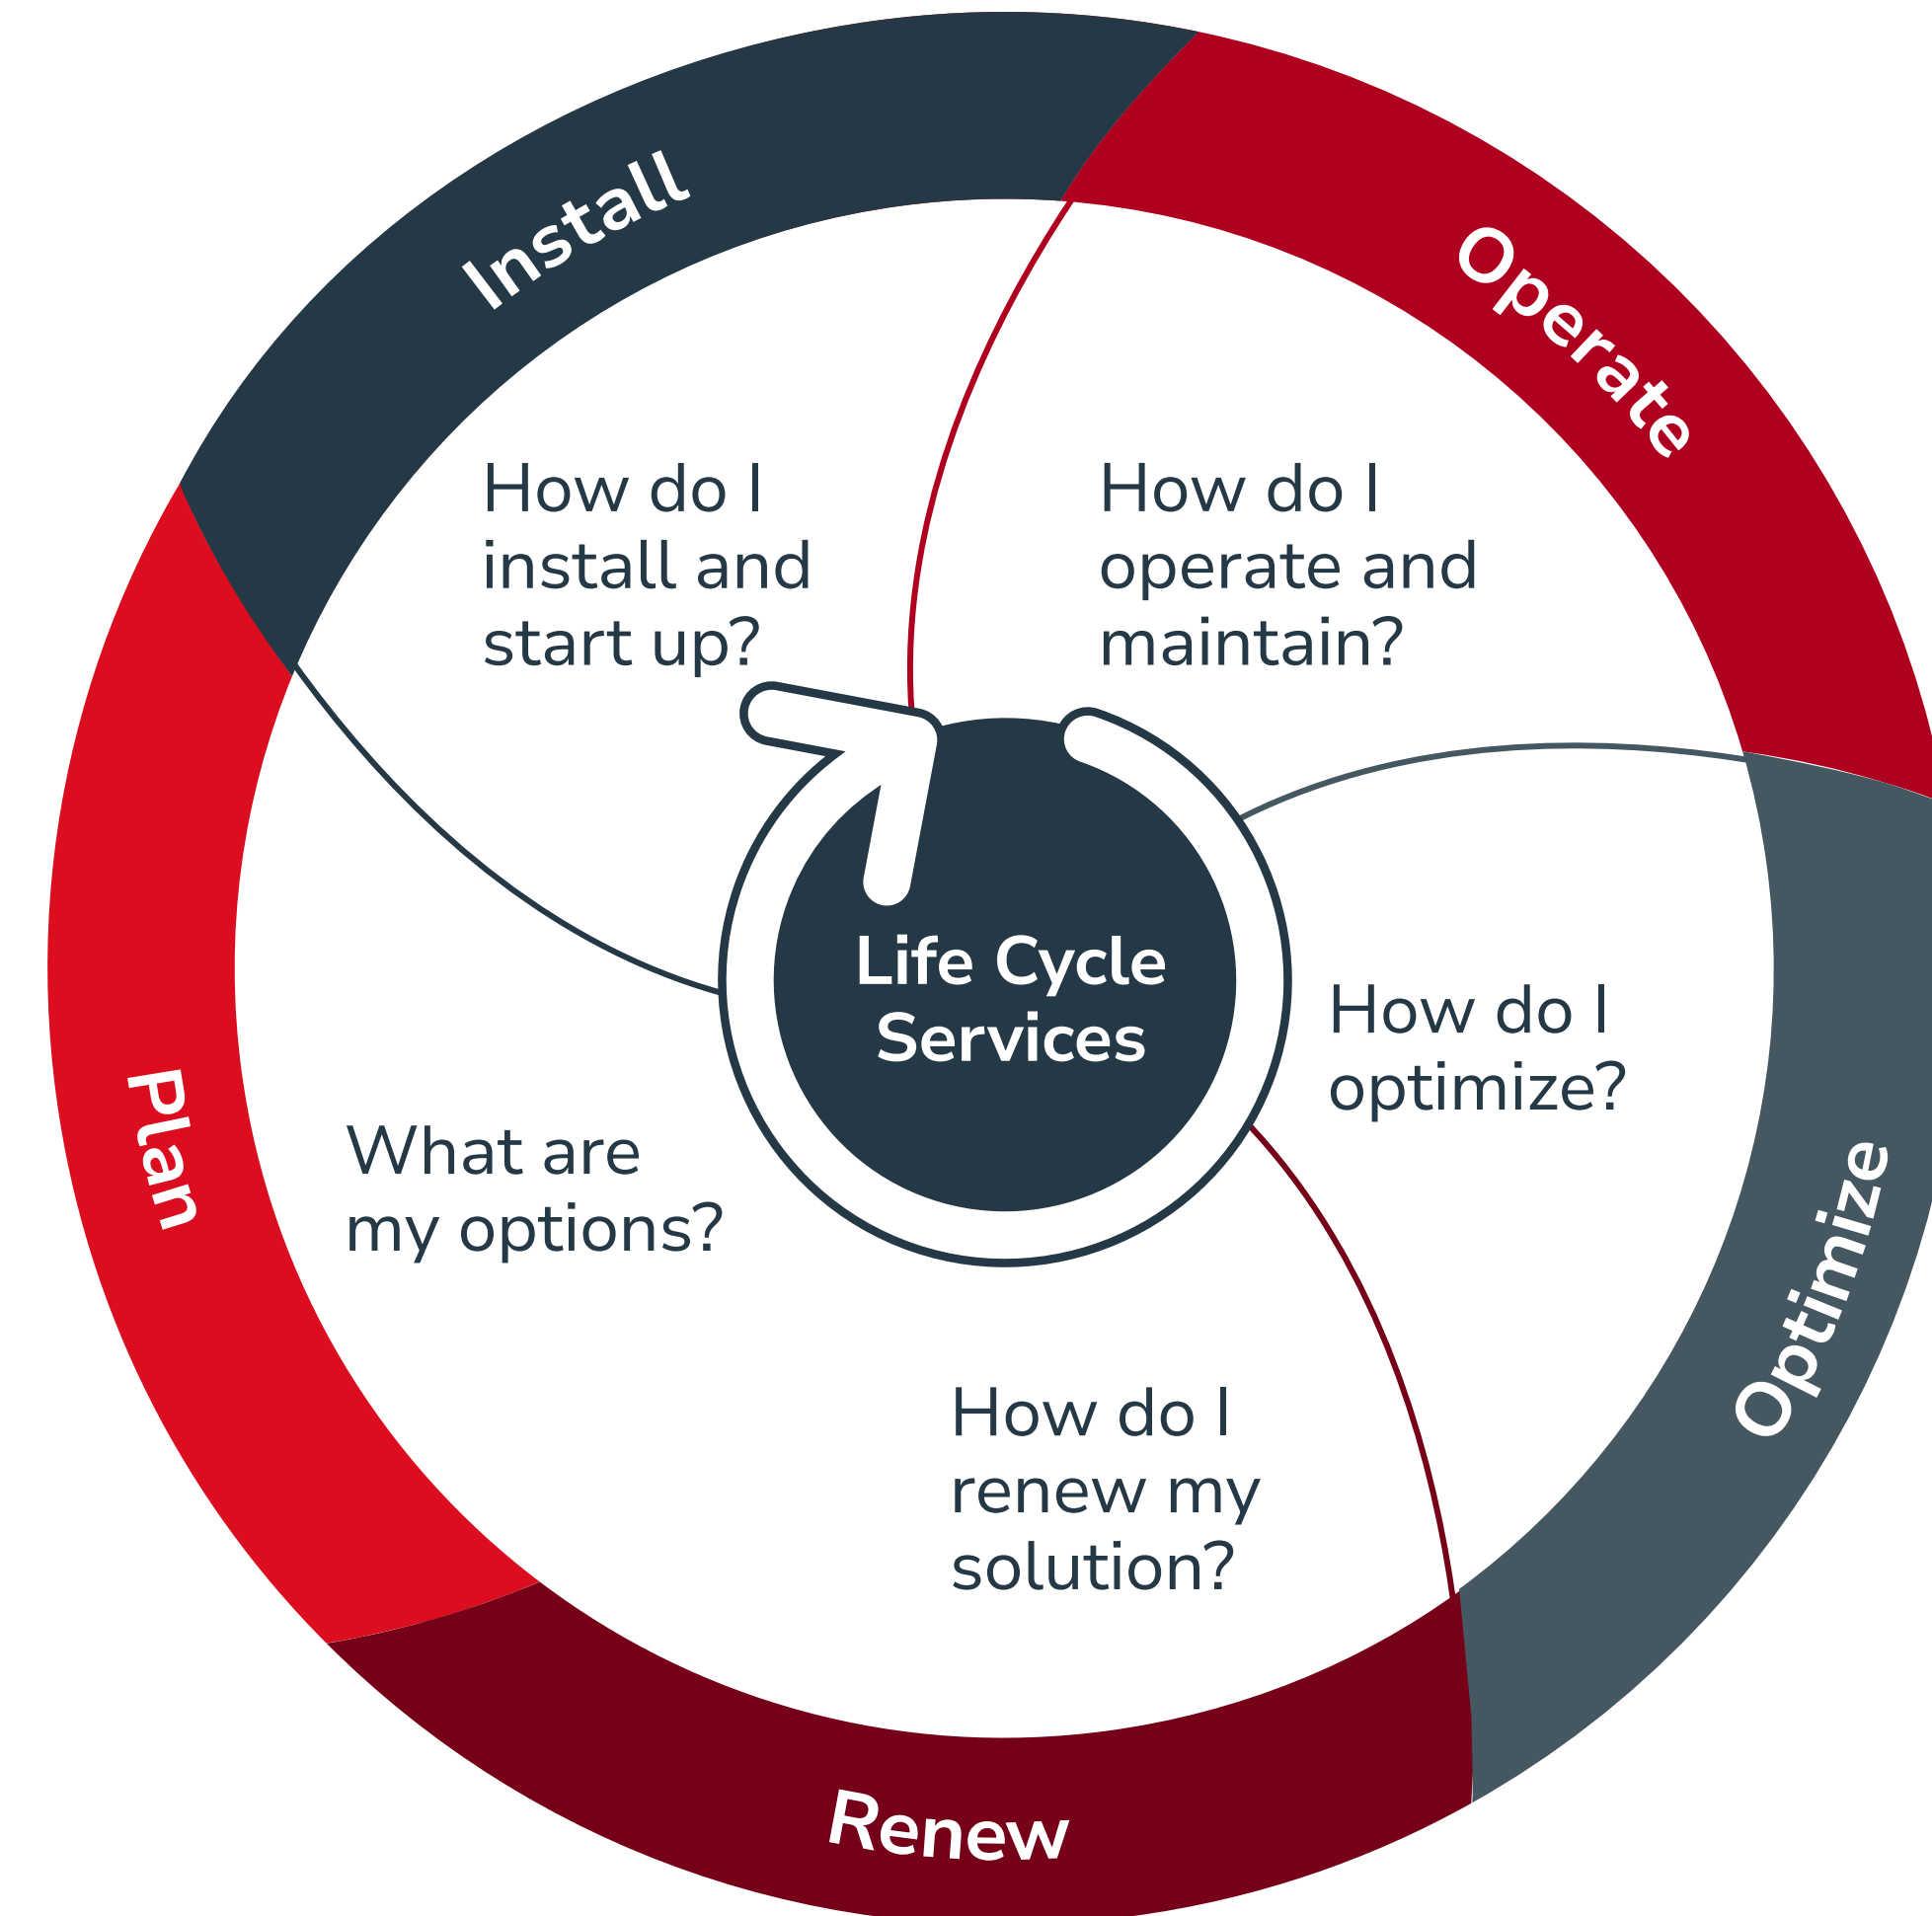 Install
Operate
How do I
install and
start up?
How do I
operate and
maintain?
Life Cycle
Services
How do I
optimize?
Optimize
Plan
What are
my options?
How do I
renew my
solution?
Renew